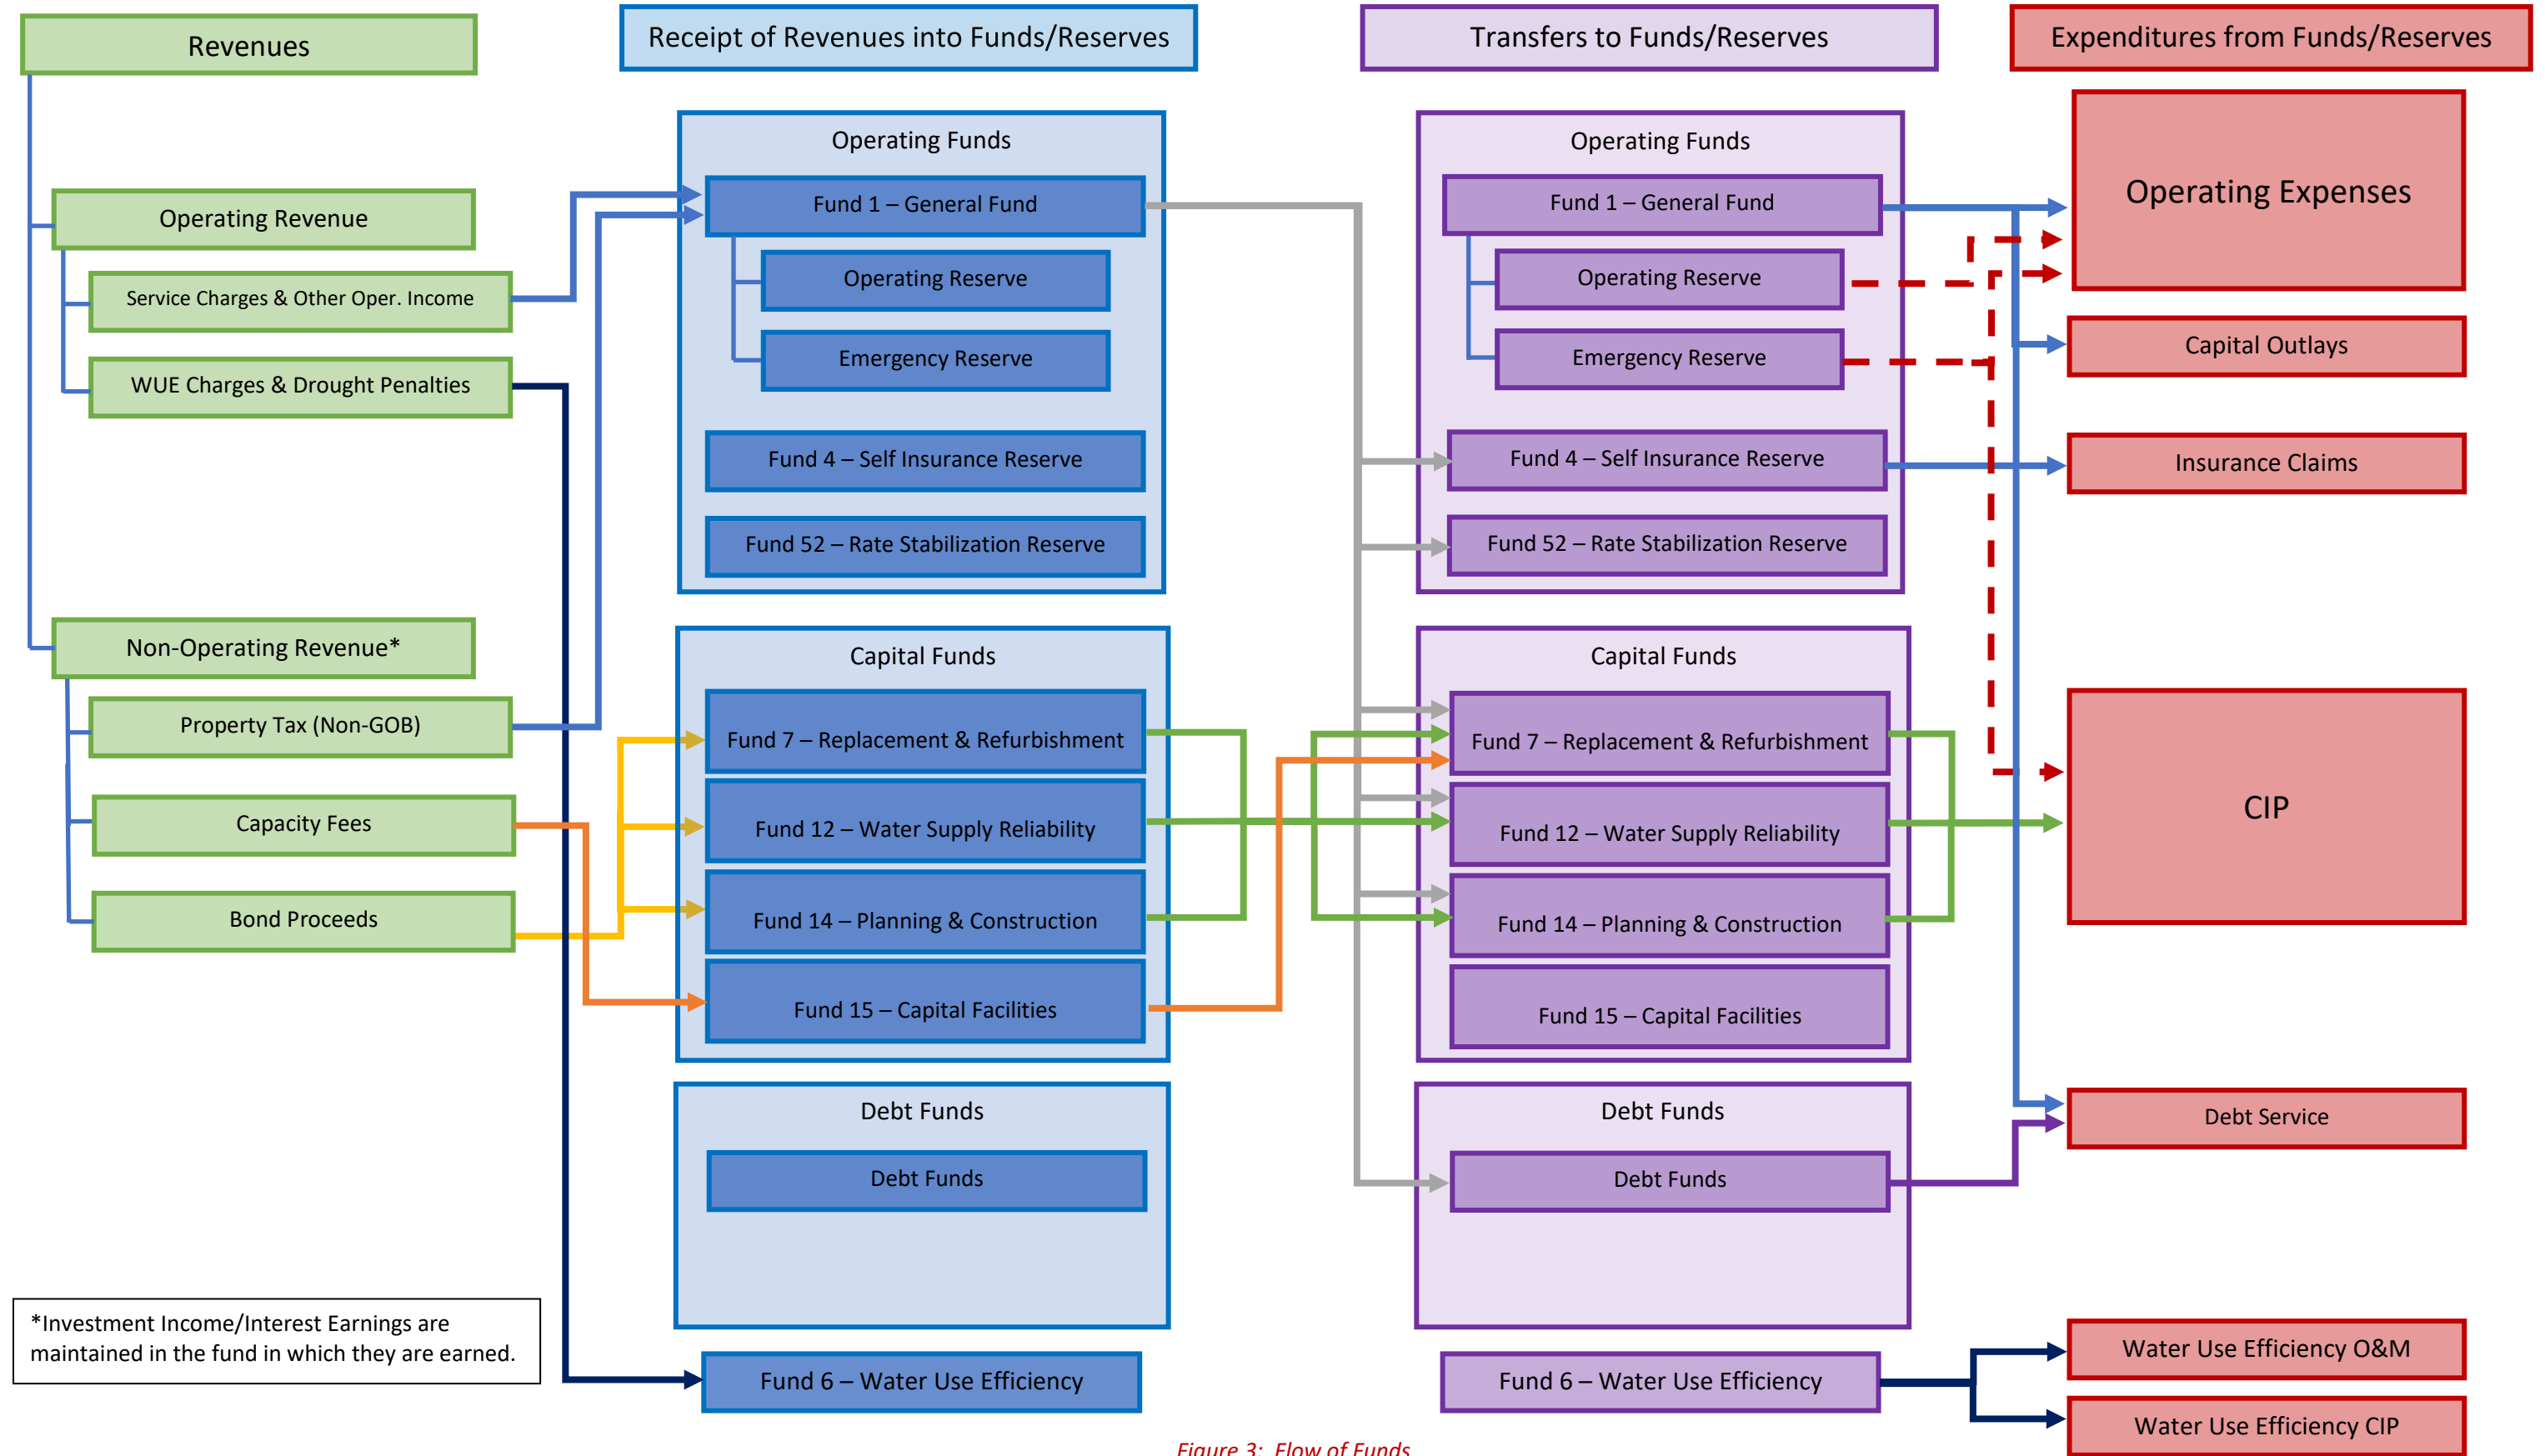 Revenues
Receipt of Revenues into Funds/Reserves
Transfers to Funds/Reserves
Expenditures from Funds/Reserves
Operating Revenue
Service Charges & Other Oper. Income
WUE Charges & Drought Penalties
Non-Operating Revenue*
Property Tax (Non-GOB)
Capacity Fees
Bond Proceeds
*Investment Income/Interest Earnings are
maintained in the fund in which they are earned.
Operating Funds
Fund 1 – General Fund
Operating Reserve
Emergency Reserve
Fund 4 – Self Insurance Reserve
Fund 52 – Rate Stabilization Reserve
Capital Funds
Fund 7 – Replacement & Refurbishment
Fund 12 – Water Supply Reliability
Fund 14 – Planning & Construction
Fund 15 – Capital Facilities
Debt Funds
Debt Funds
Fund 6 – Water Use Efficiency
Operating Funds
Fund 1 – General Fund
Operating Reserve
Emergency Reserve
Fund 4 – Self Insurance Reserve
Fund 52 – Rate Stabilization Reserve
Capital Funds
Fund 7 – Replacement & Refurbishment
Fund 12 – Water Supply Reliability
Fund 14 – Planning & Construction
Fund 15 – Capital Facilities
Debt Funds
Debt Funds
Fund 6 – Water Use Efficiency
Operating Expenses
Capital Outlays
Insurance Claims
CIP
Debt Service
Water Use Efficiency O&M
Water Use Efficiency CIP
Figure 3: Flow of Funds